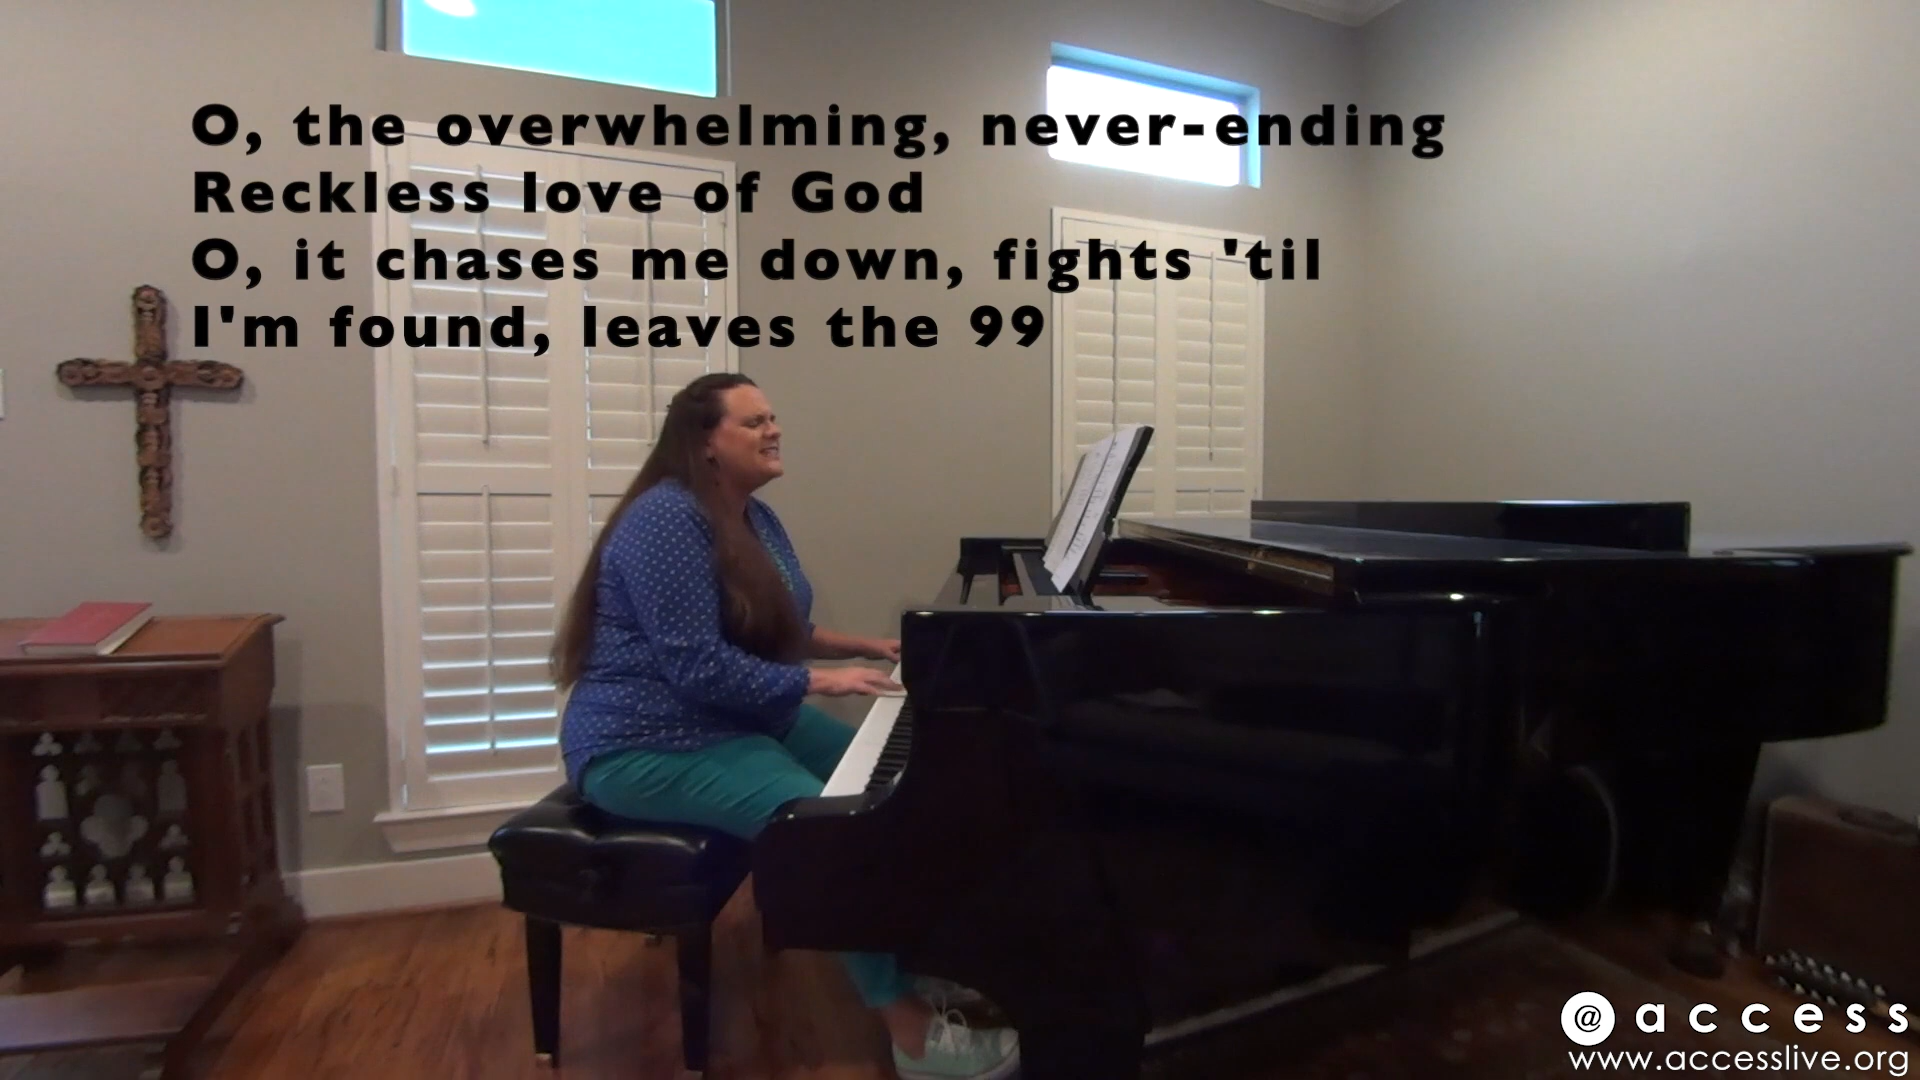 O, the overwhelming, never-ending
Reckless love of God
O, it chases me down, fights 'til
I'm found, leaves the 99
@ access
www.accesslive.org